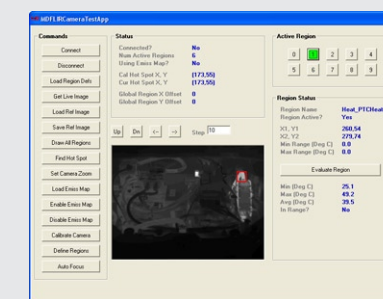 MDFLIRCameraTestApp
Commands
Connect
Disconnect
Load Region Defs
Get Live Image
Load Ref Image
Save Ref Image
Draw All Regions
Find Hot Spot
Set Camera Zoom
Load Emiss Map
Enable Emiss Map
Disable Emiss Map
Calibrate Camera
Define Regions
Auto Focus
Status
Connected? No
Num Active Regions 6
Using Emiss Map? No
Cur Hot Spot X, Y (173,55)
Cur Hot Spot X, Y (173,55)
Global Region X Offset 0
Global Region Y Offset 0
Up Dn <- -> Step 10
Active Region
0 1 2 3 4
5 6 7 8 9
Region Status
Region Name Heal_PTCHeat
Region Active? Yes
X1, Y1 260,54
X2, Y2 279,74
Min Range (Deg C) 0.0
Max Range (Deg C) 0.0
Evaluate Region
Min (Deg C) 25.1
Max (Deg C) 49.2
Avg (Deg C) 39.5
In Range? No